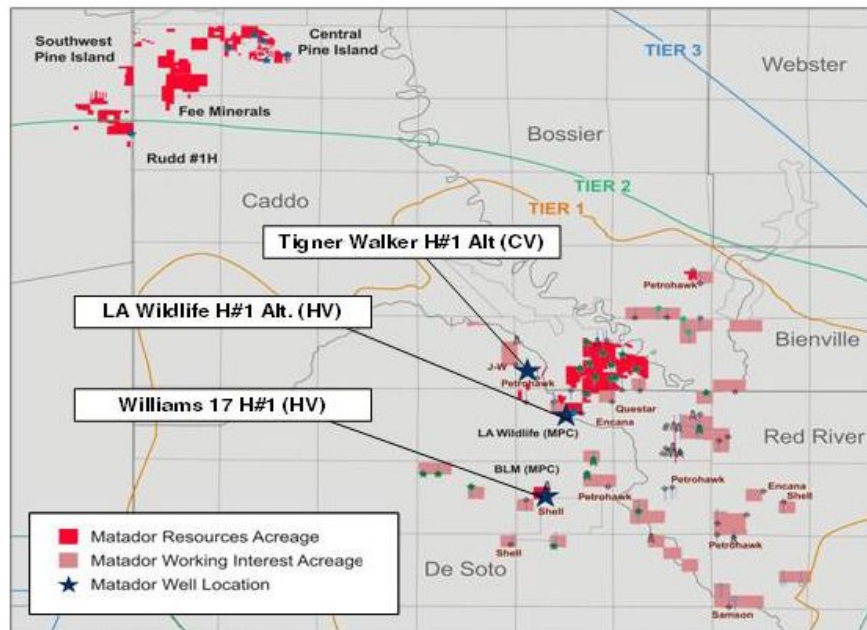 Southwest
Pine Island
Central
Pine Island
TIER 3
Webster
Fee Minerals
Bossier
Rudd #1H
TIER 2
Caddo
TIER 1
Tigner Walker H#1 Alt (CV)
Petrohawk
LA Wildlife H#1 Alt. (HV)
Bienville
J-W
Petrohawk
Williams 17 H#1 (HV)
Questar
Encana
LA Wildlife (MPC)
Red River
BLM (MPC)
Petrohawk
Petrohawk
Encana
Shell
Shell
Matador Resources Acreage
Shell
Petrohawk
Matador Working Interest Acreage
De Soto
Matador Well Location
Samson